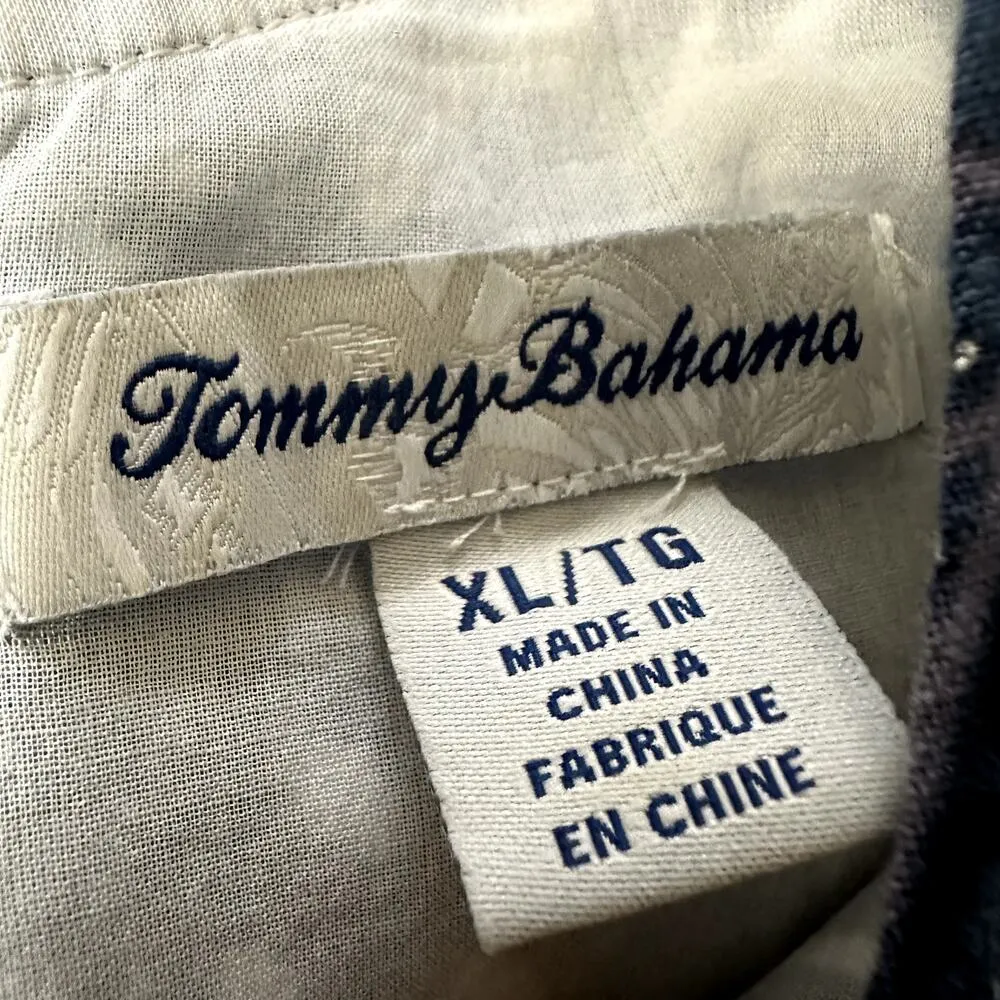 Tommy Bahama
XL/TG
MADE IN
CHINA
FABRIQUE
EN CHINE